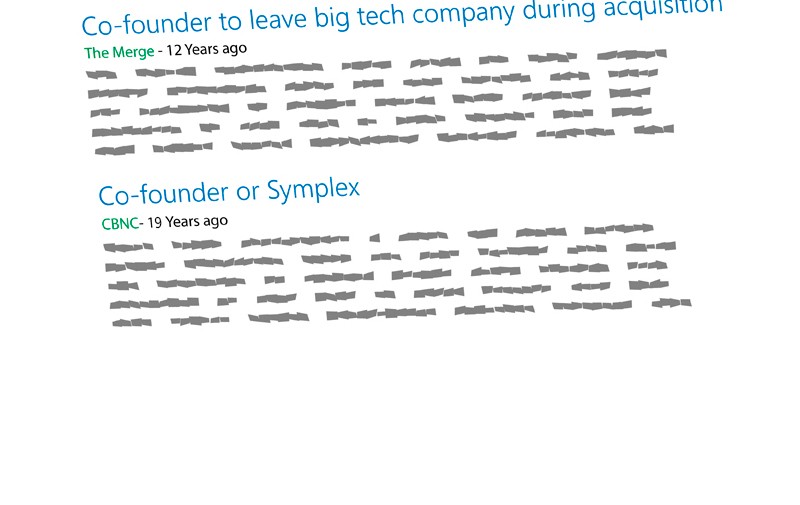 Co-founder to leave big tech company during acquisition
The Merge - 12 Years ago
Co-founder or Symplex
CBNC- 19 Years ago